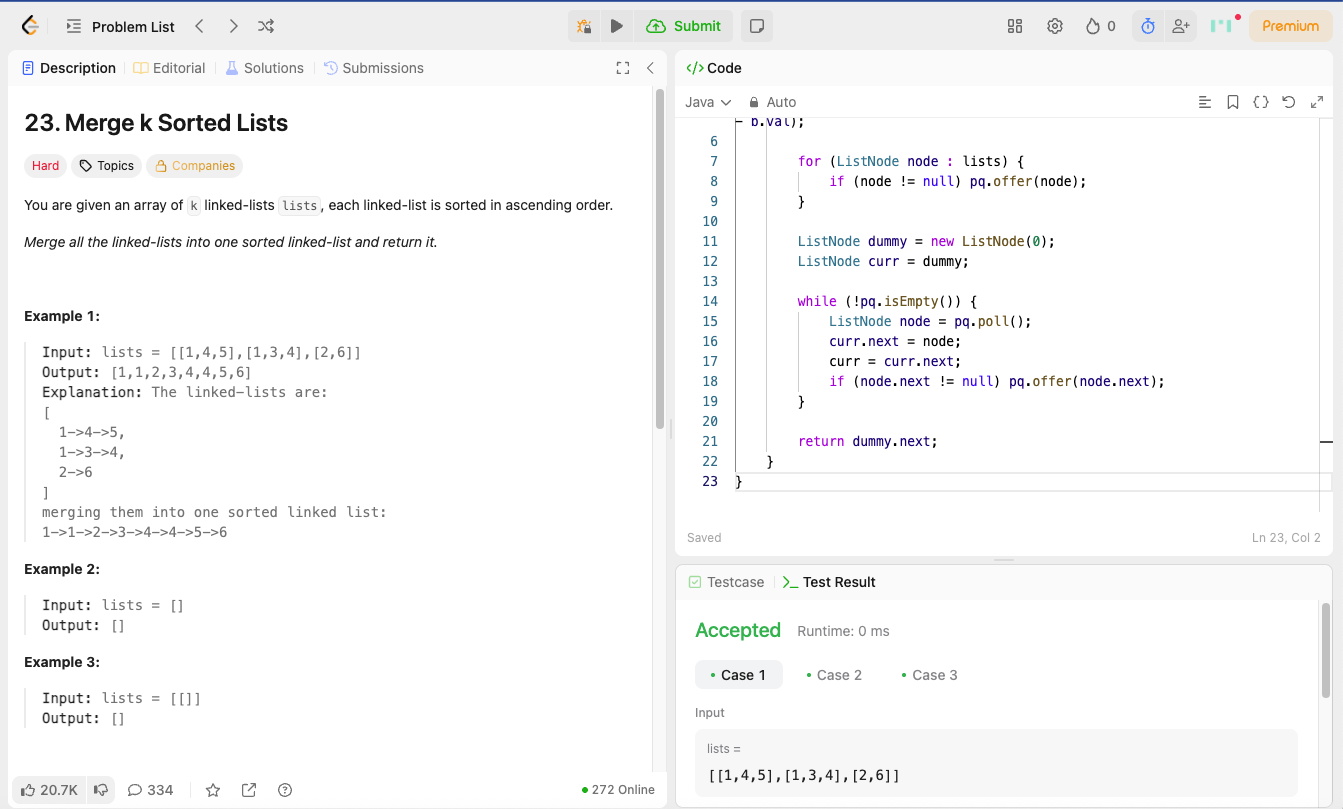 Problem List
Submit
0
Premium
Description
Editorial
Solutions
Submissions
23. Merge k Sorted Lists
Hard
Topics
Companies
You are given an array of k linked-lists lists, each linked-list is sorted in ascending order.
Merge all the linked-lists into one sorted linked-list and return it.
Example 1:
Input: lists = [[1,4,5],[1,3,4],[2,6]]
Output: [1,1,2,3,4,4,5,6]
Explanation: The linked-lists are:
[
  1->4->5,
  1->3->4,
  2->6
]
merging them into one sorted linked list:
1->1->2->3->4->4->5->6
Example 2:
Input: lists = []
Output: []
Example 3:
Input: lists = [[]]
Output: []
20.7K
334
272 Online
</> Code
Java
Auto
- b.val);
6
7 for (ListNode node : lists) {
8 if (node != null) pq.offer(node);
9 }
10
11 ListNode dummy = new ListNode(0);
12 ListNode curr = dummy;
13
14 while (!pq.isEmpty()) {
15 ListNode node = pq.poll();
16 curr.next = node;
17 curr = curr.next;
18 if (node.next != null) pq.offer(node.next);
19 }
20
21 return dummy.next;
22 }
23 }
Saved
Ln 23, Col 2
Testcase
Test Result
Accepted
Runtime: 0 ms
Case 1
Case 2
Case 3
Input
lists =
[[1,4,5],[1,3,4],[2,6]]